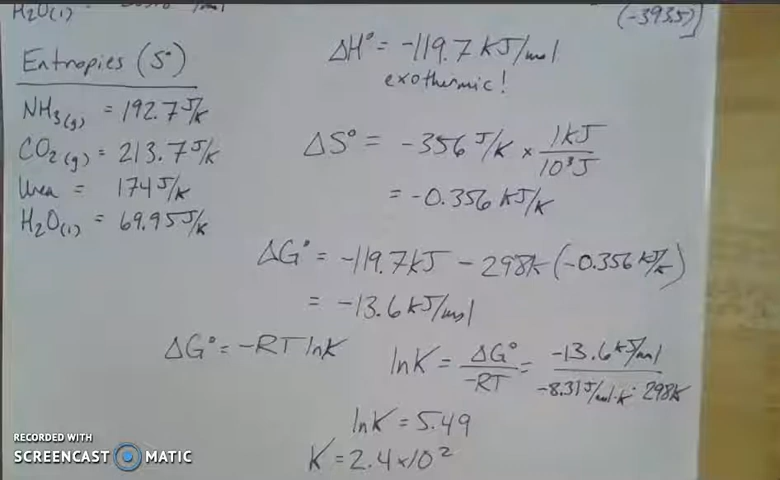 H₂O(l) =
(-393.5)]
Entropies (S°)
NH₃(g) = 192.7 J/K
CO₂(g) = 213.7 J/K
Urea = 174 J/K
H₂O(l) = 69.95 J/K
ΔH° = -119.7 KJ/mol
exothermic!
ΔS° = -356 J/K × 1KJ/10³J
= -0.356 KJ/K
ΔG° = -119.7KJ - 298K (-0.356 KJ/K)
= -13.6 KJ/mol
ΔG° = -RT lnK
lnK = ΔG°/-RT = -13.6 KJ/mol / -8.31 J/mol·K · 298K
lnK = 5.49
K = 2.4×10²
RECORDED WITH
SCREENCAST MATIC